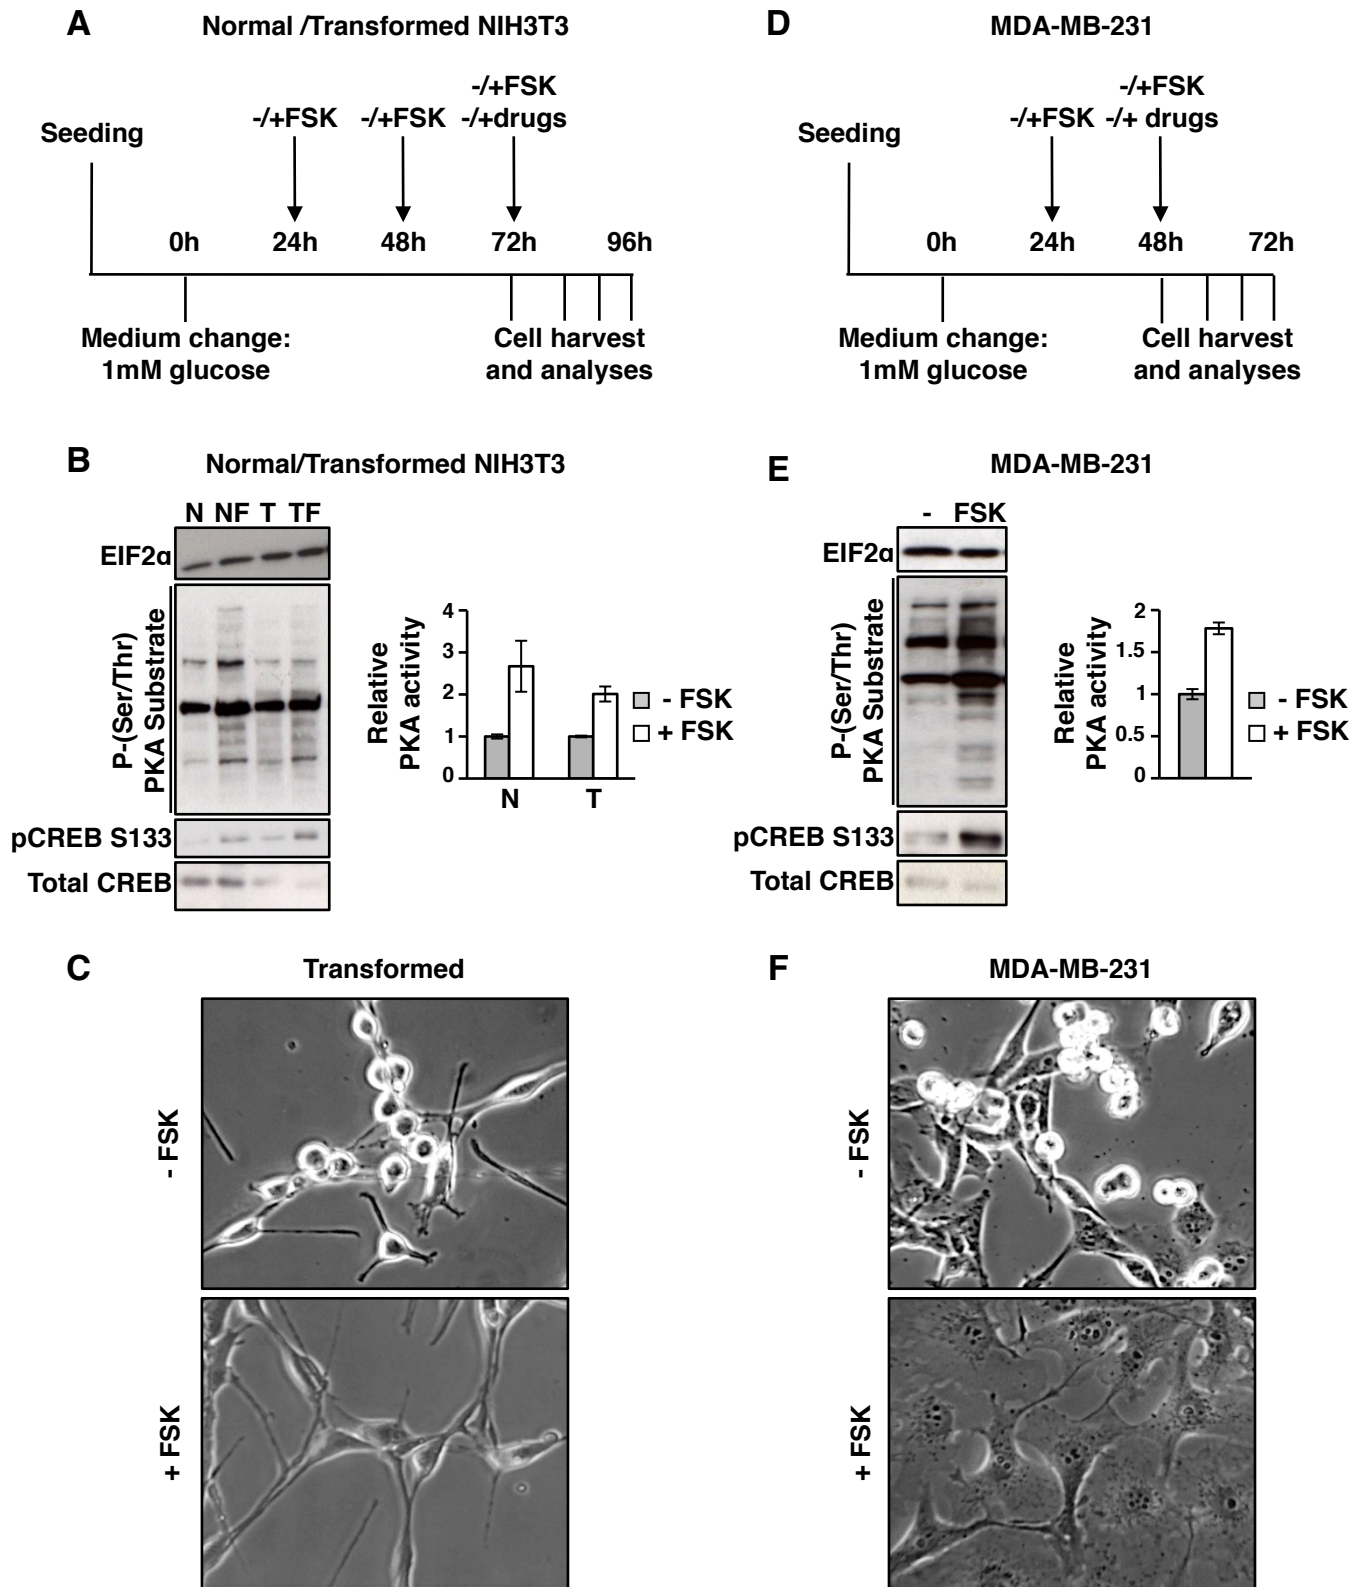 A
Normal /Transformed NIH3T3
-/+FSK
-/+FSK -/+FSK -/+drugs
Seeding
0h 24h 48h 72h 96h
Medium change:
1mM glucose
Cell harvest
and analyses
D
MDA-MB-231
-/+FSK
-/+FSK -/+ drugs
Seeding
0h 24h 48h 72h
Medium change:
1mM glucose
Cell harvest
and analyses
B
Normal/Transformed NIH3T3
N NF T TF
EIF2α
P-(Ser/Thr)
PKA Substrate
pCREB S133
Total CREB
Relative
PKA activity
4
3
2
1
0
N T
- FSK
+ FSK
E
MDA-MB-231
- FSK
EIF2α
P-(Ser/Thr)
PKA Substrate
pCREB S133
Total CREB
Relative
PKA activity
2
1.5
1
0.5
0
- FSK
+ FSK
C
Transformed
- FSK
+ FSK
F
MDA-MB-231
- FSK
+ FSK